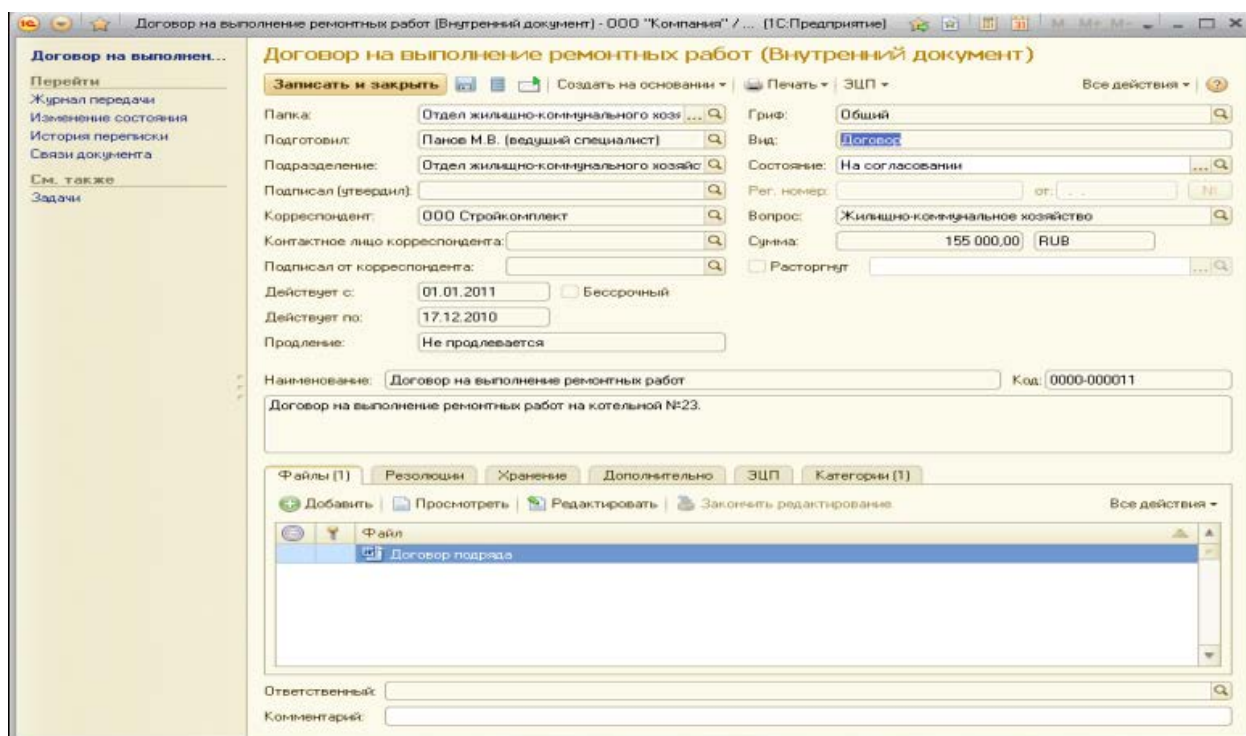 Договор на выполнение ремонтных работ (Внутренний документ) - ООО "Компания" / ... (1С:Предприятие) M M+ M-
Договор на выполнен...
Перейти
Журнал передачи
Изменение состояния
История переписки
Связи документа
См. также
Задачи
Договор на выполнение ремонтных работ (Внутренний документ)
Записать и закрыть Создать на основании Печать ЭЦП Все действия
Папка: Отдел жилищно-коммунального хозя ... Гриф: Общий
Подготовил: Панов М.В. (ведущий специалист) Вид: Договор
Подразделение: Отдел жилищно-коммунального хозяйс Состояние: На согласовании ...
Подписал (утвердил): Рег. номер: от: . . №
Корреспондент: ООО Стройкомплект Вопрос: Жилищно-коммунальное хозяйство
Контактное лицо корреспондента: Сумма: 155 000,00 RUB
Подписал от корреспондента: Расторгнут ...
Действует с: 01.01.2011 Бессрочный
Действует по: 17.12.2010
Продление: Не продлевается
Наименование: Договор на выполнение ремонтных работ Код: 0000-000011
Договор на выполнение ремонтных работ на котельной №23.
Файлы (1) Резолюции Хранение Дополнительно ЭЦП Категории (1)
Добавить Просмотреть Редактировать Закончить редактирование Все действия
Файл
Договор подряда
Ответственный:
Комментарий: